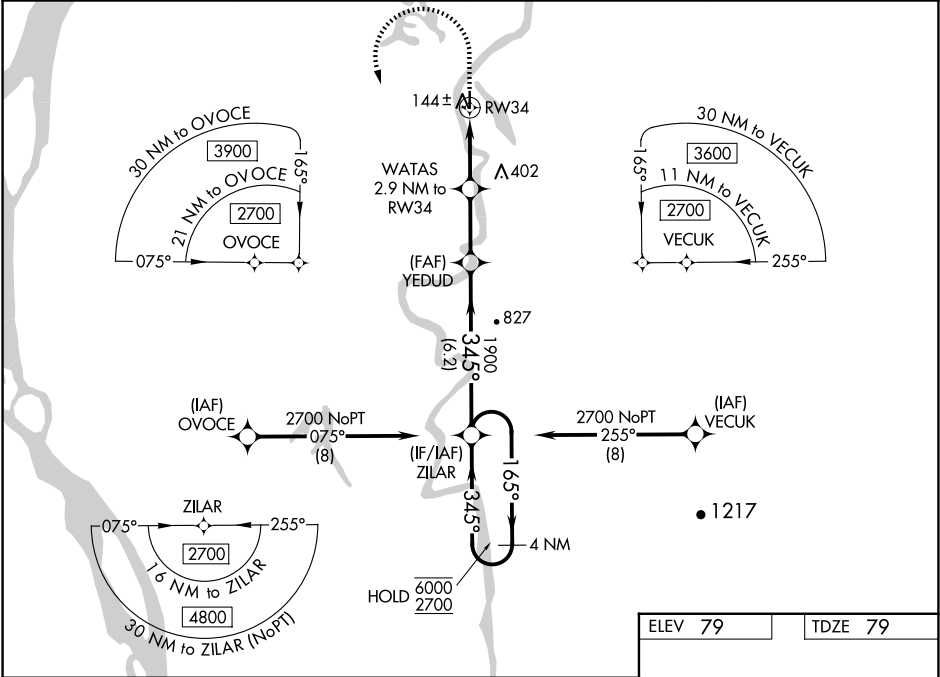 144±
RW34
30 NM to OVOCE
3900
165°
21 NM to OVOCE
2700
OVOCE
075°
WATAS
2.9 NM to
RW34
402
30 NM to VECUK
3600
165°
11 NM to VECUK
2700
VECUK
255°
(FAF)
YEDUD
827
1900
345°
(6.2)
(IAF)
OVOCE
2700 NoPT
075°
(8)
(IF/IAF)
ZILAR
2700 NoPT
255°
(8)
(IAF)
VECUK
165°
345°
4 NM
HOLD
6000
2700
1217
ZILAR
075°
255°
2700
16 NM to ZILAR
4800
30 NM to ZILAR (NoPT)
ELEV 79
TDZE 79